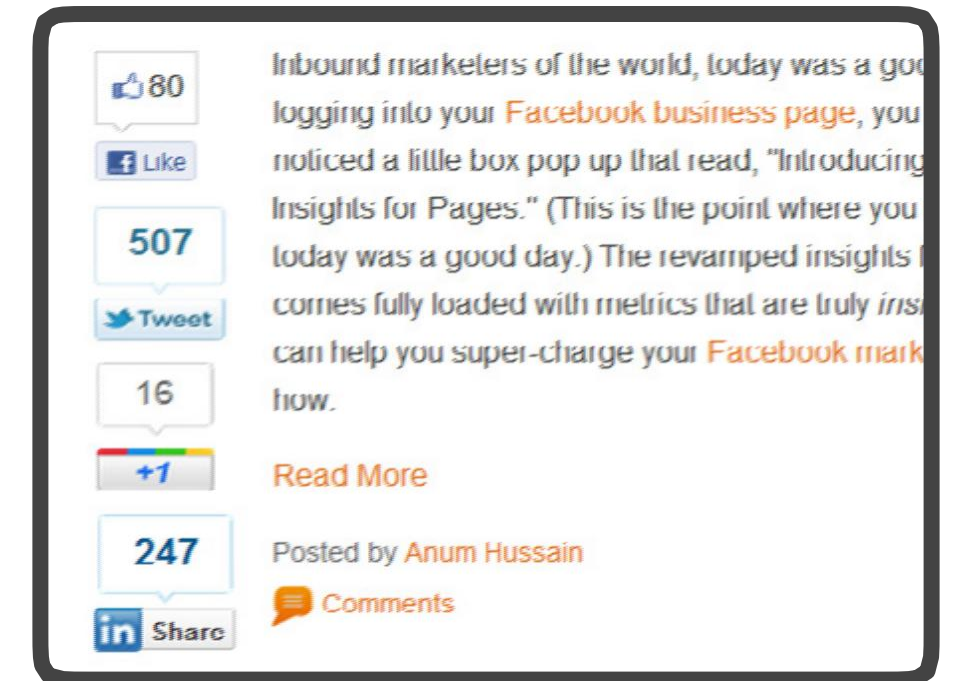 80
Like
507
Tweet
16
+1
247
in Share
Inbound marketers of the world, today was a goo
logging into your Facebook business page, you
noticed a little box pop up that read, "Introducing
Insights for Pages." (This is the point where you
today was a good day.) The revamped insights
comes fully loaded with metrics that are truly insi
can help you super-charge your Facebook mark
how.
Read More
Posted by Anum Hussain
Comments